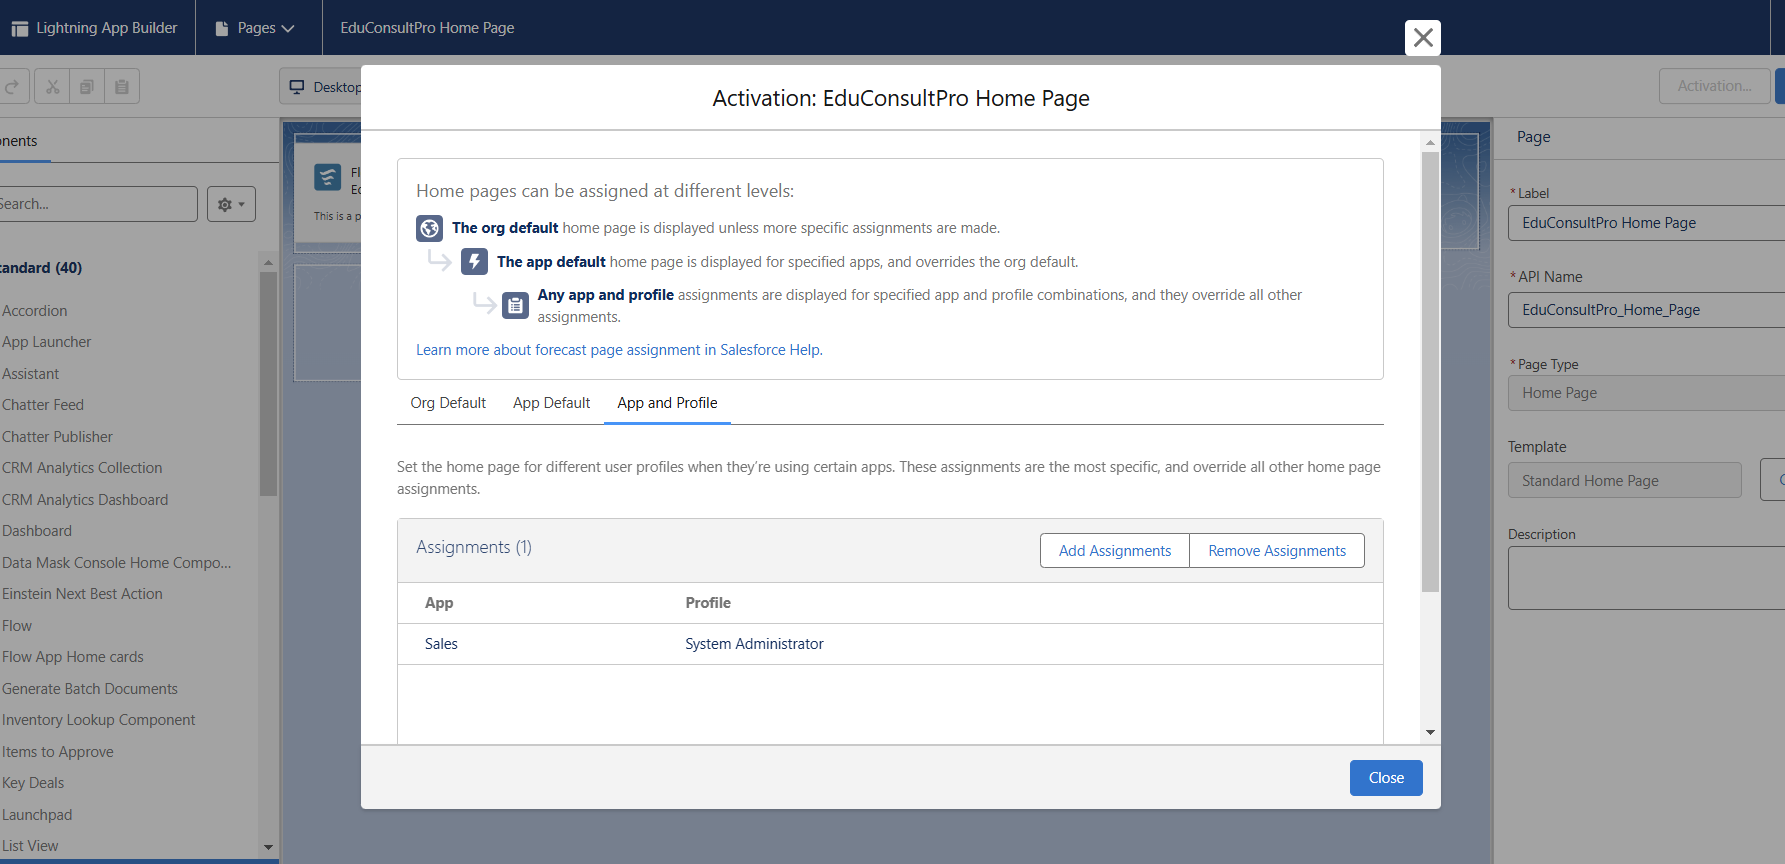 Lightning App Builder
Pages
EduConsultPro Home Page
Desktop
Activation...
Activation: EduConsultPro Home Page
Home pages can be assigned at different levels:
The org default home page is displayed unless more specific assignments are made.
The app default home page is displayed for specified apps, and overrides the org default.
Any app and profile assignments are displayed for specified app and profile combinations, and they override all other
assignments.
Learn more about forecast page assignment in Salesforce Help.
Org Default
App Default
App and Profile
Set the home page for different user profiles when they're using certain apps. These assignments are the most specific, and override all other home page
assignments.
Assignments (1)
Add Assignments
Remove Assignments
App
Profile
Sales
System Administrator
Close
nents
Search...
tandard (40)
Accordion
App Launcher
Assistant
Chatter Feed
Chatter Publisher
CRM Analytics Collection
CRM Analytics Dashboard
Dashboard
Data Mask Console Home Compo...
Einstein Next Best Action
Flow
Flow App Home cards
Generate Batch Documents
Inventory Lookup Component
Items to Approve
Key Deals
Launchpad
List View
Fl
Ec
This is a p
Page
*Label
EduConsultPro Home Page
*API Name
EduConsultPro_Home_Page
*Page Type
Home Page
Template
Standard Home Page
Description